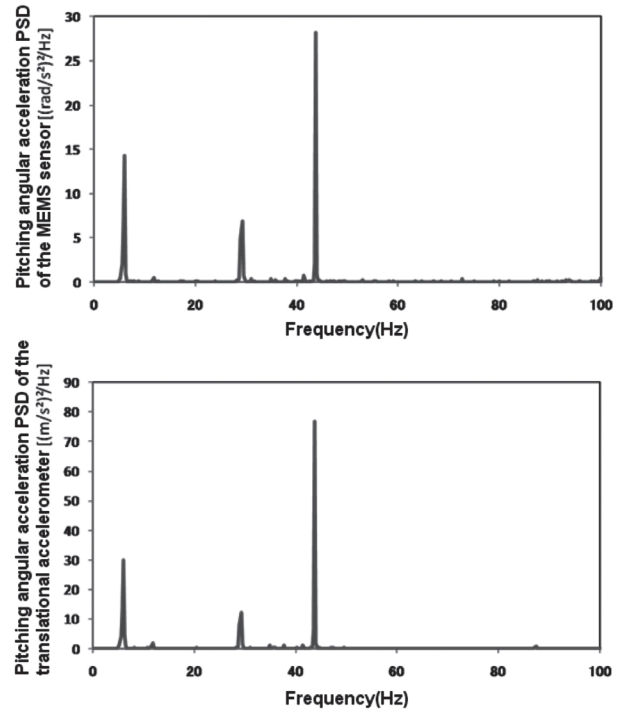 Pitching angular acceleration PSD
of the MEMS sensor [(rad/s²)²/Hz]
30
25
20
15
10
5
0
0 20 40 60 80 100
Frequency(Hz)
Pitching angular acceleration PSD of the
translational accelerometer [(m/s²)²/Hz]
90
80
70
60
50
40
30
20
10
0
0 20 40 60 80 100
Frequency(Hz)